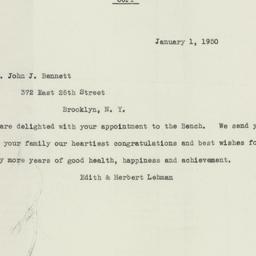 COPY
January 1, 1950
. John J. Bennett
372 East 26th Street
Brooklyn, N. Y.
are delighted with your appointment to the Bench. We send y
your family our heartiest congratulations and best wishes fo
y more years of good health, happiness and achievement.
Edith & Herbert Lehman